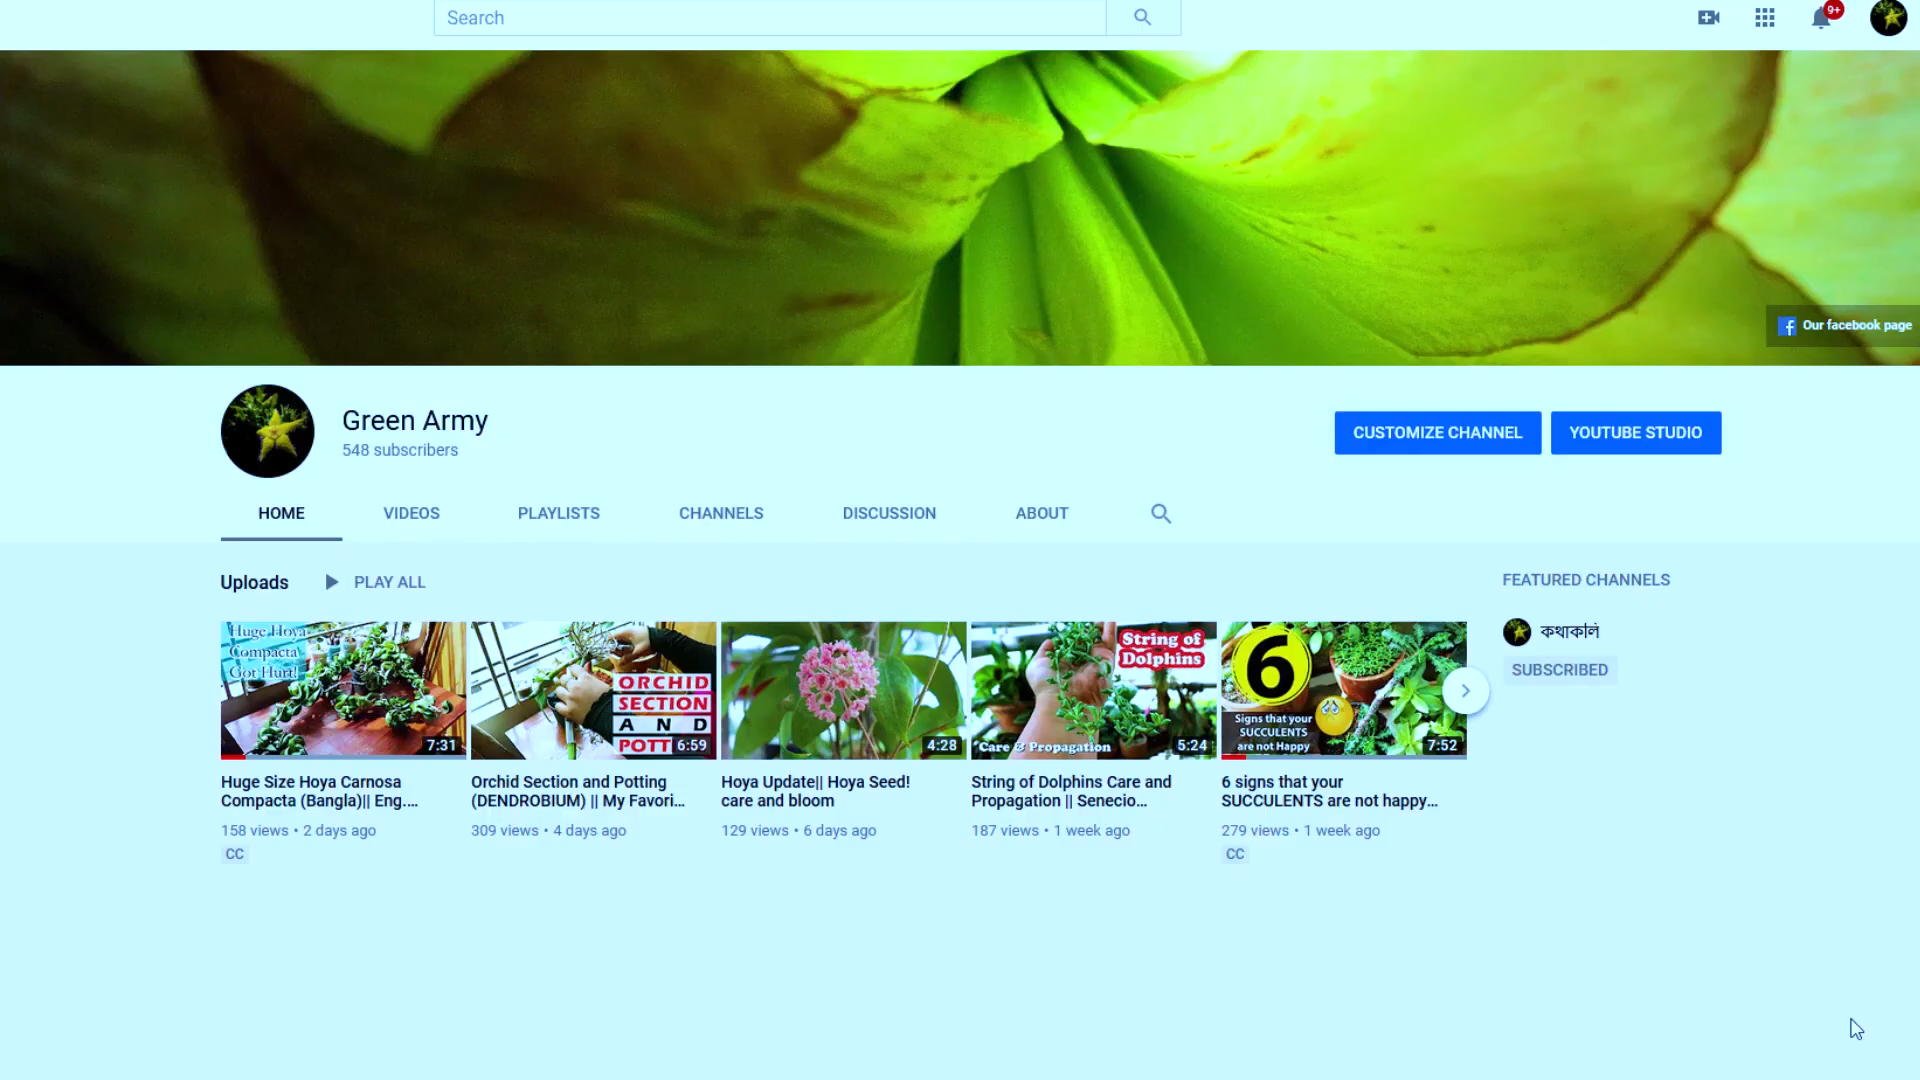 Search
9+
Our facebook page
Green Army
548 subscribers
CUSTOMIZE CHANNEL
YOUTUBE STUDIO
HOME
VIDEOS
PLAYLISTS
CHANNELS
DISCUSSION
ABOUT
Uploads
PLAY ALL
FEATURED CHANNELS
কথাকলি
SUBSCRIBED
Huge Hoya
Compacta
Got Hurt!
7:31
Huge Size Hoya Carnosa
Compacta (Bangla)|| Eng....
158 views • 2 days ago
CC
ORCHID
SECTION
AND
POTT
6:59
Orchid Section and Potting
(DENDROBIUM) || My Favori...
309 views • 4 days ago
4:28
Hoya Update|| Hoya Seed!
care and bloom
129 views • 6 days ago
String of
Dolphins
Care & Propagation
5:24
String of Dolphins Care and
Propagation || Senecio...
187 views • 1 week ago
6
Signs that your
SUCCULENTS
are not Happy
7:52
6 signs that your
SUCCULENTS are not happy...
279 views • 1 week ago
CC